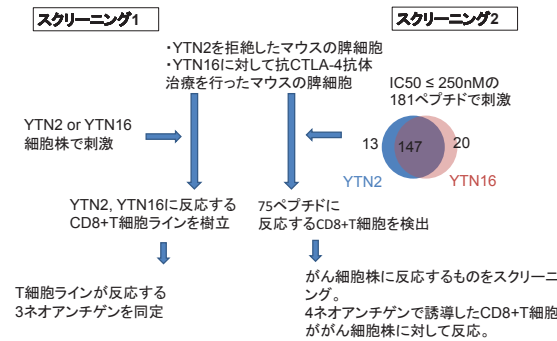 スクリーニング1
スクリーニング2
・YTN2を拒絶したマウスの脾細胞
・YTN16に対して抗CTLA-4抗体
治療を行ったマウスの脾細胞
IC50 ≤ 250nMの
181ペプチドで刺激
YTN2 or YTN16
細胞株で刺激
13
147
20
YTN2
YTN16
YTN2, YTN16に反応する
CD8+T細胞ラインを樹立
75ペプチドに
反応するCD8+T細胞を検出
T細胞ラインが反応する
3ネオアンチゲンを同定
がん細胞株に反応するものをスクリーニ
ング。
4ネオアンチゲンで誘導したCD8+T細胞
ががん細胞株に対して反応。